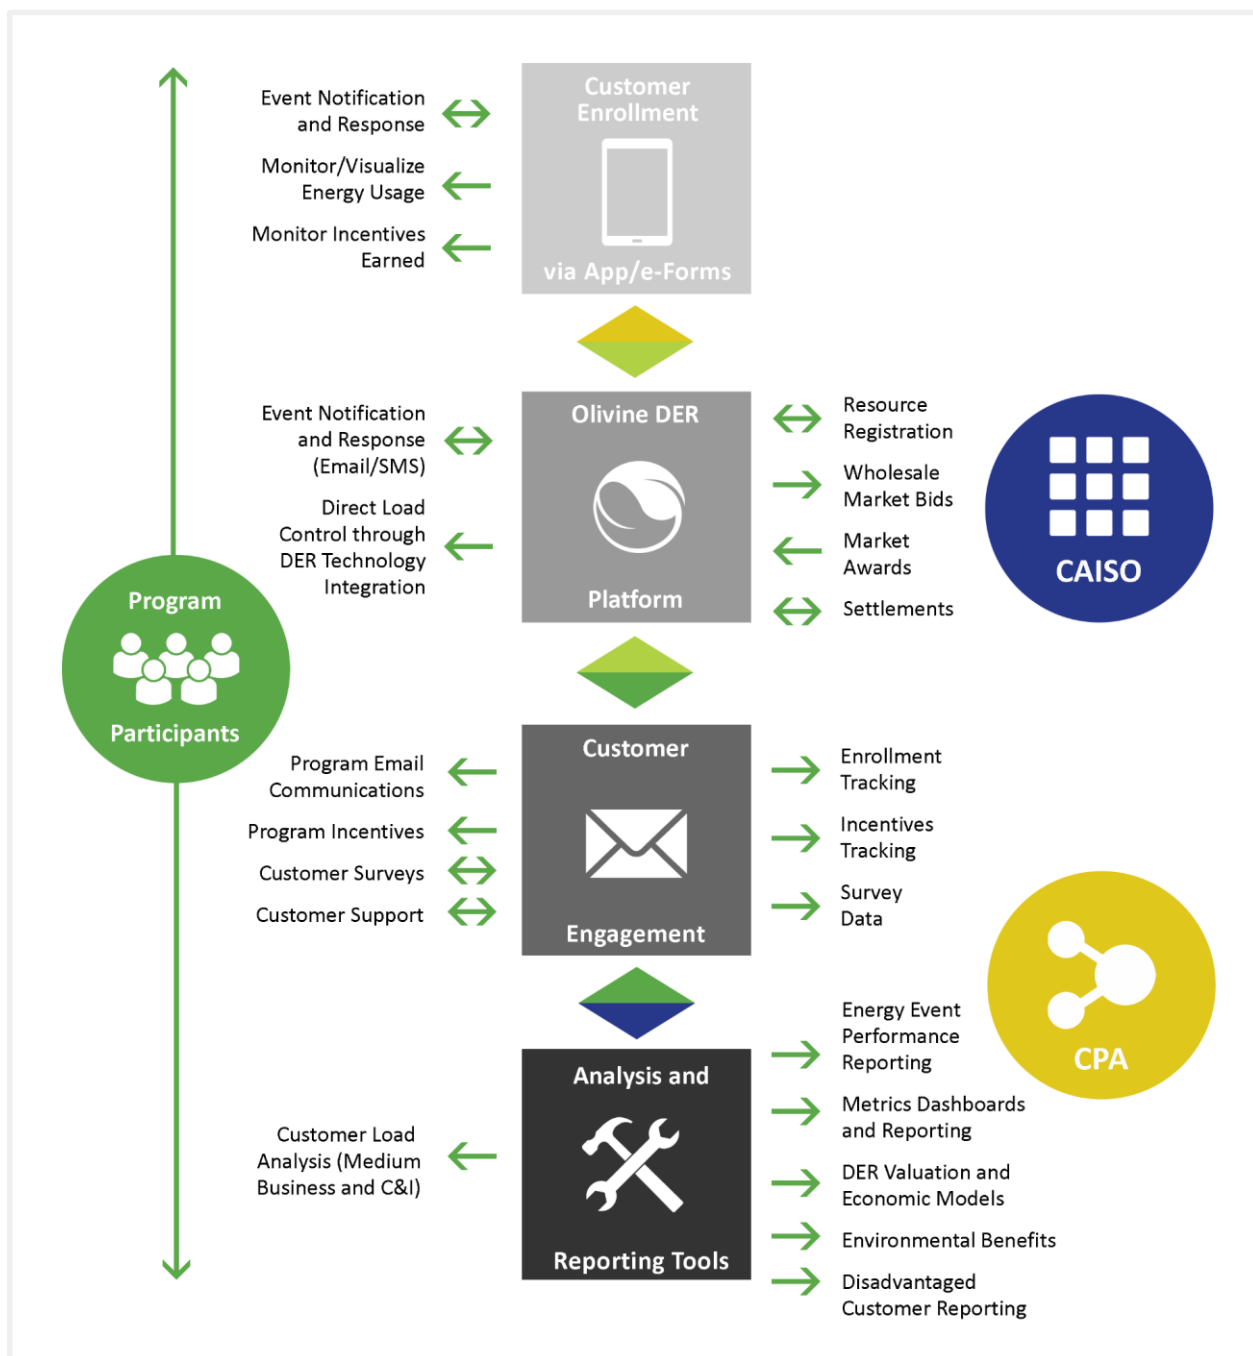 Customer
Enrollment
via App/e-Forms
Event Notification
and Response
Monitor/Visualize
Energy Usage
Monitor Incentives
Earned
Olivine DER
Platform
Event Notification
and Response
(Email/SMS)
Direct Load
Control through
DER Technology
Integration
Resource
Registration
Wholesale
Market Bids
Market
Awards
Settlements
CAISO
Program
Participants
Customer
Engagement
Program Email
Communications
Program Incentives
Customer Surveys
Customer Support
Enrollment
Tracking
Incentives
Tracking
Survey
Data
CPA
Analysis and
Reporting Tools
Customer Load
Analysis (Medium
Business and C&I)
Energy Event
Performance
Reporting
Metrics Dashboards
and Reporting
DER Valuation and
Economic Models
Environmental Benefits
Disadvantaged
Customer Reporting